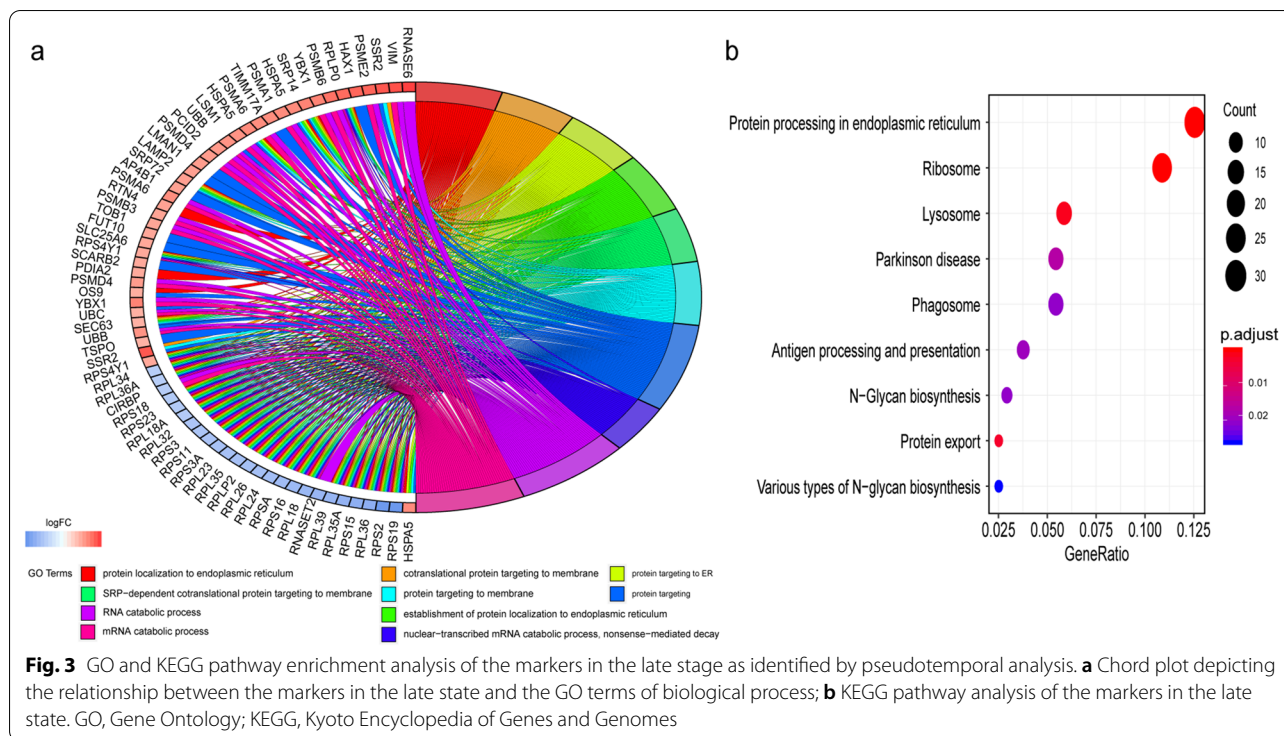 a
RNASE6
VIM
SSR2
PSME2
HAX1
RPLP0
PSMB6
YBX1
SRP14
HSPA5
PSMA1
TIMM17A
PSMA6
HSPA5
LSM1
UBB
PCID2
PSMD4
LMAN1
LAMP2
SRP72
AP4B1
PSMA6
RTN4
PSMB3
TOB1
FUT10
SLC25A6
RPS4Y1
SCARB2
PDIA2
PSMD4
OS9
YBX1
UBC
SEC63
UBB
TSPO
SSR2
RPS4Y1
RPL34
RPL36A
CIRBP
RPS18
RPS23
RPL18A
RPL32
RPS3
RPS11
RPS3A
RPL23
RPL35
RPLP2
RPL26
RPL24
RPSA
RPS16
RPL18
RNASET2
RPL39
RPL35A
RPS15
RPL36
RPS2
RPS19
HSPA5
logFC
GO Terms
protein localization to endoplasmic reticulum
SRP-dependent cotranslational protein targeting to membrane
RNA catabolic process
mRNA catabolic process
cotranslational protein targeting to membrane
protein targeting to membrane
establishment of protein localization to endoplasmic reticulum
nuclear-transcribed mRNA catabolic process, nonsense-mediated decay
protein targeting to ER
protein targeting
b
Protein processing in endoplasmic reticulum
Ribosome
Lysosome
Parkinson disease
Phagosome
Antigen processing and presentation
N-Glycan biosynthesis
Protein export
Various types of N-glycan biosynthesis
0.025 0.050 0.075 0.100 0.125
GeneRatio
Count
10
15
20
25
30
p.adjust
0.01
0.02
Fig. 3 GO and KEGG pathway enrichment analysis of the markers in the late stage as identified by pseudotemporal analysis. a Chord plot depicting
the relationship between the markers in the late state and the GO terms of biological process; b KEGG pathway analysis of the markers in the late
state. GO, Gene Ontology; KEGG, Kyoto Encyclopedia of Genes and Genomes